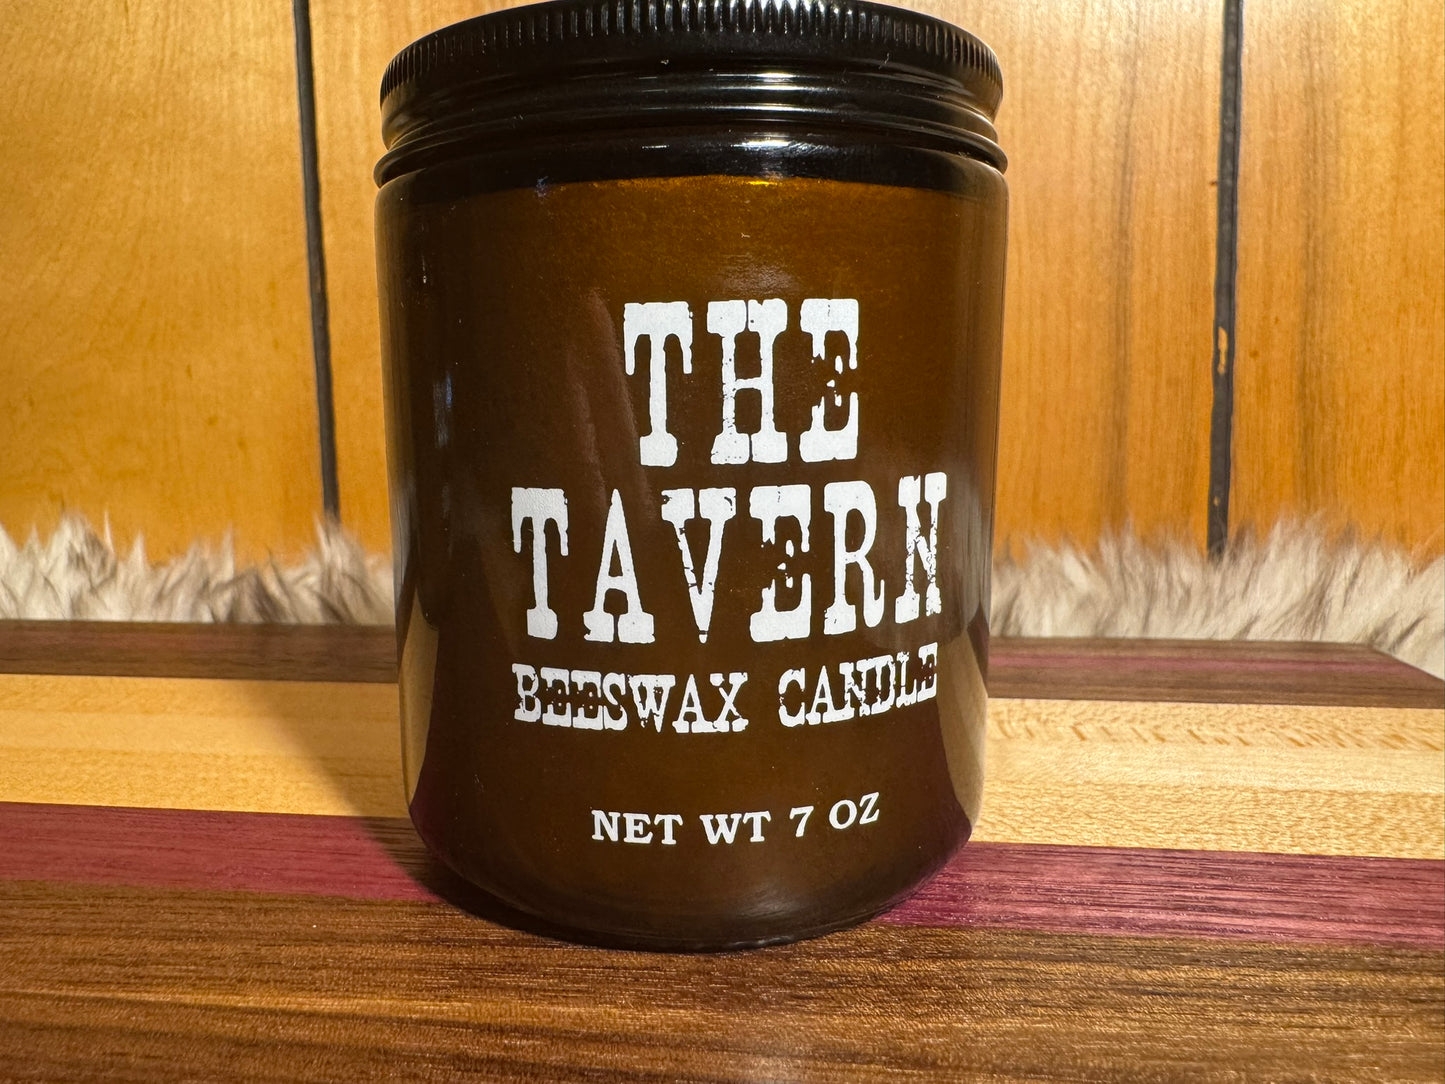 THE
TAVERN
BEESWAX CANDLE
NET WT 7 OZ